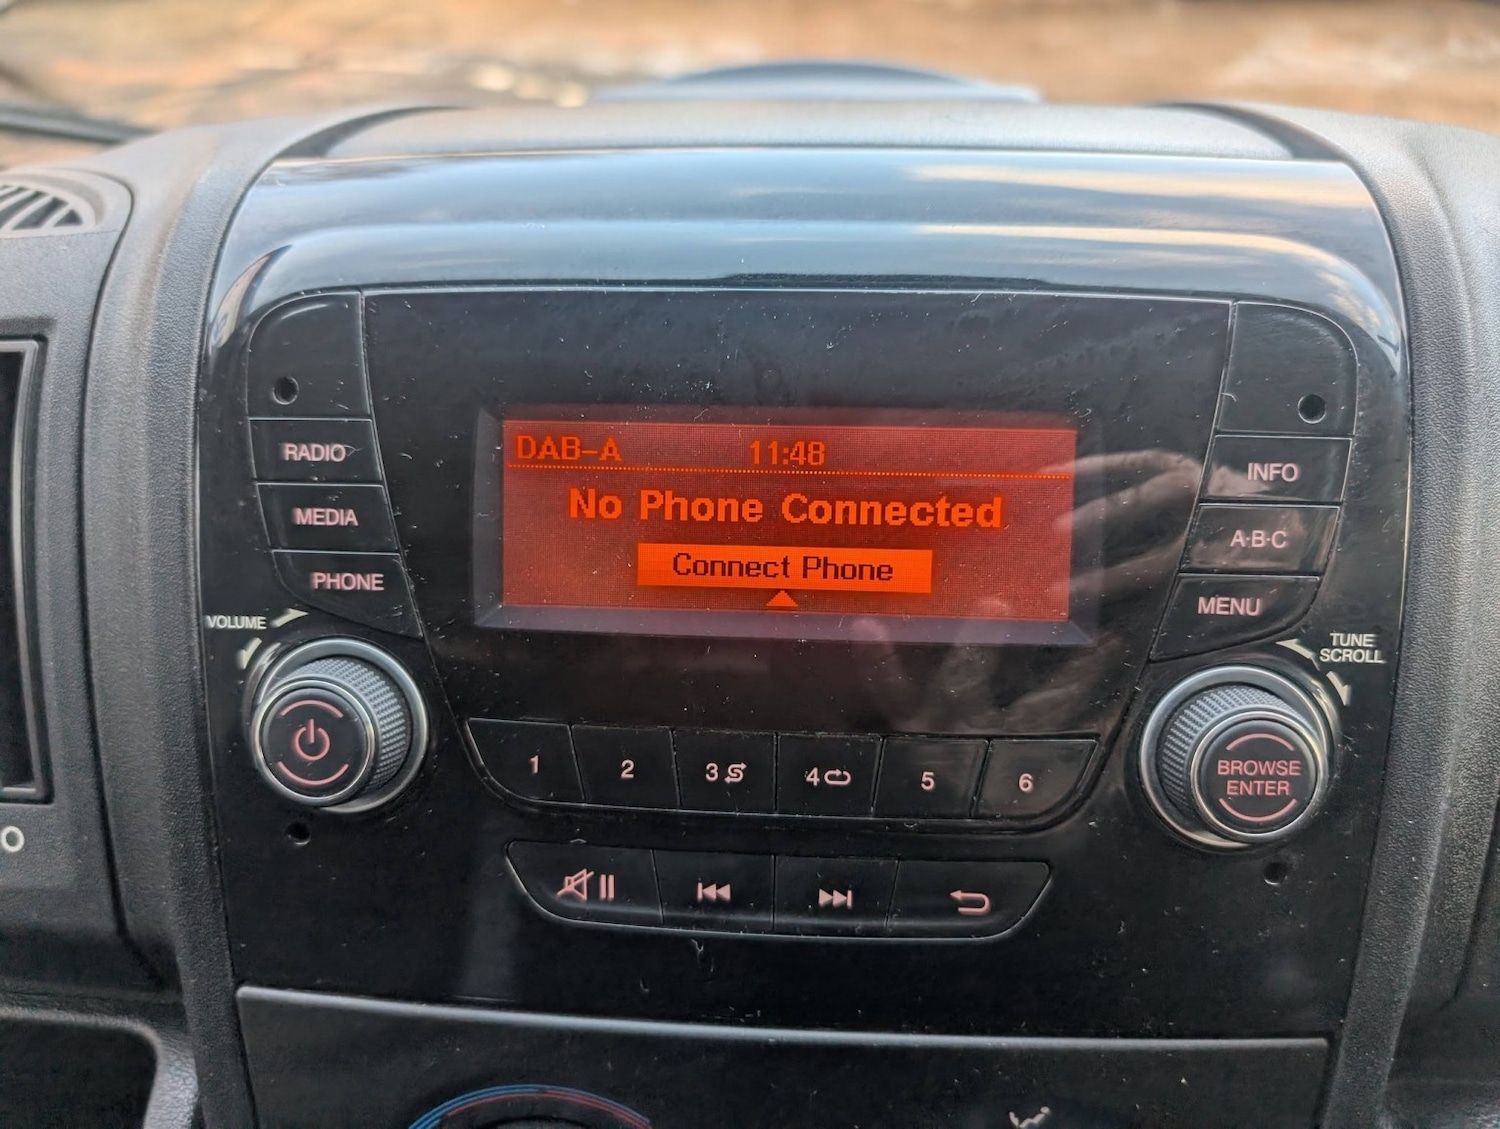 DAB-A 11:48
No Phone Connected
Connect Phone
RADIO
MEDIA
PHONE
VOLUME
INFO
A·B·C
MENU
TUNE
SCROLL
BROWSE
ENTER
1 2 3 4 5 6